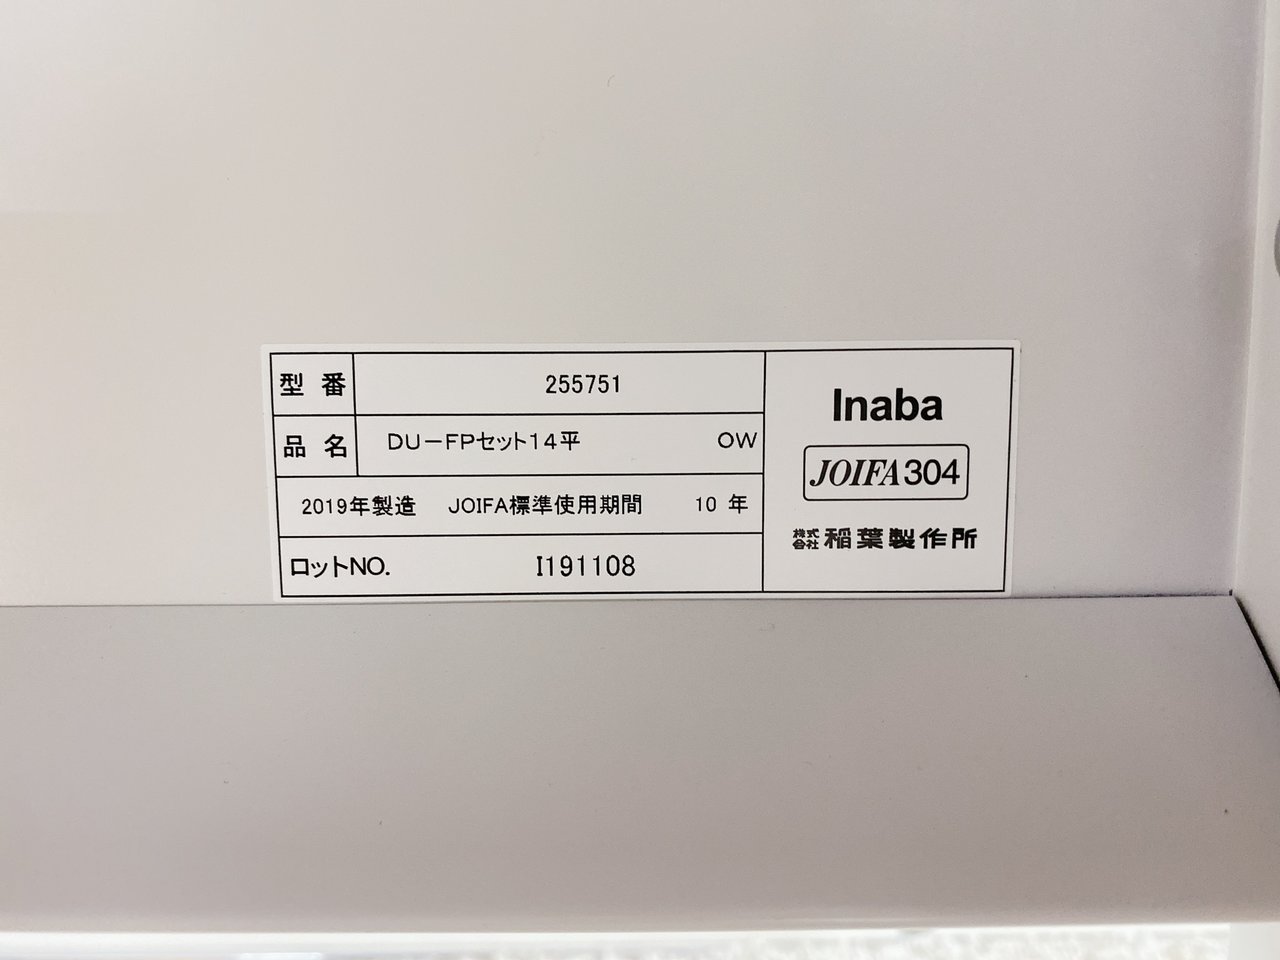 型番 255751
品名 DU－FPセット14平 OW
2019年製造 JOIFA標準使用期間 10年
ロットNO. I191108
Inaba
JOIFA304
株式会社稲葉製作所